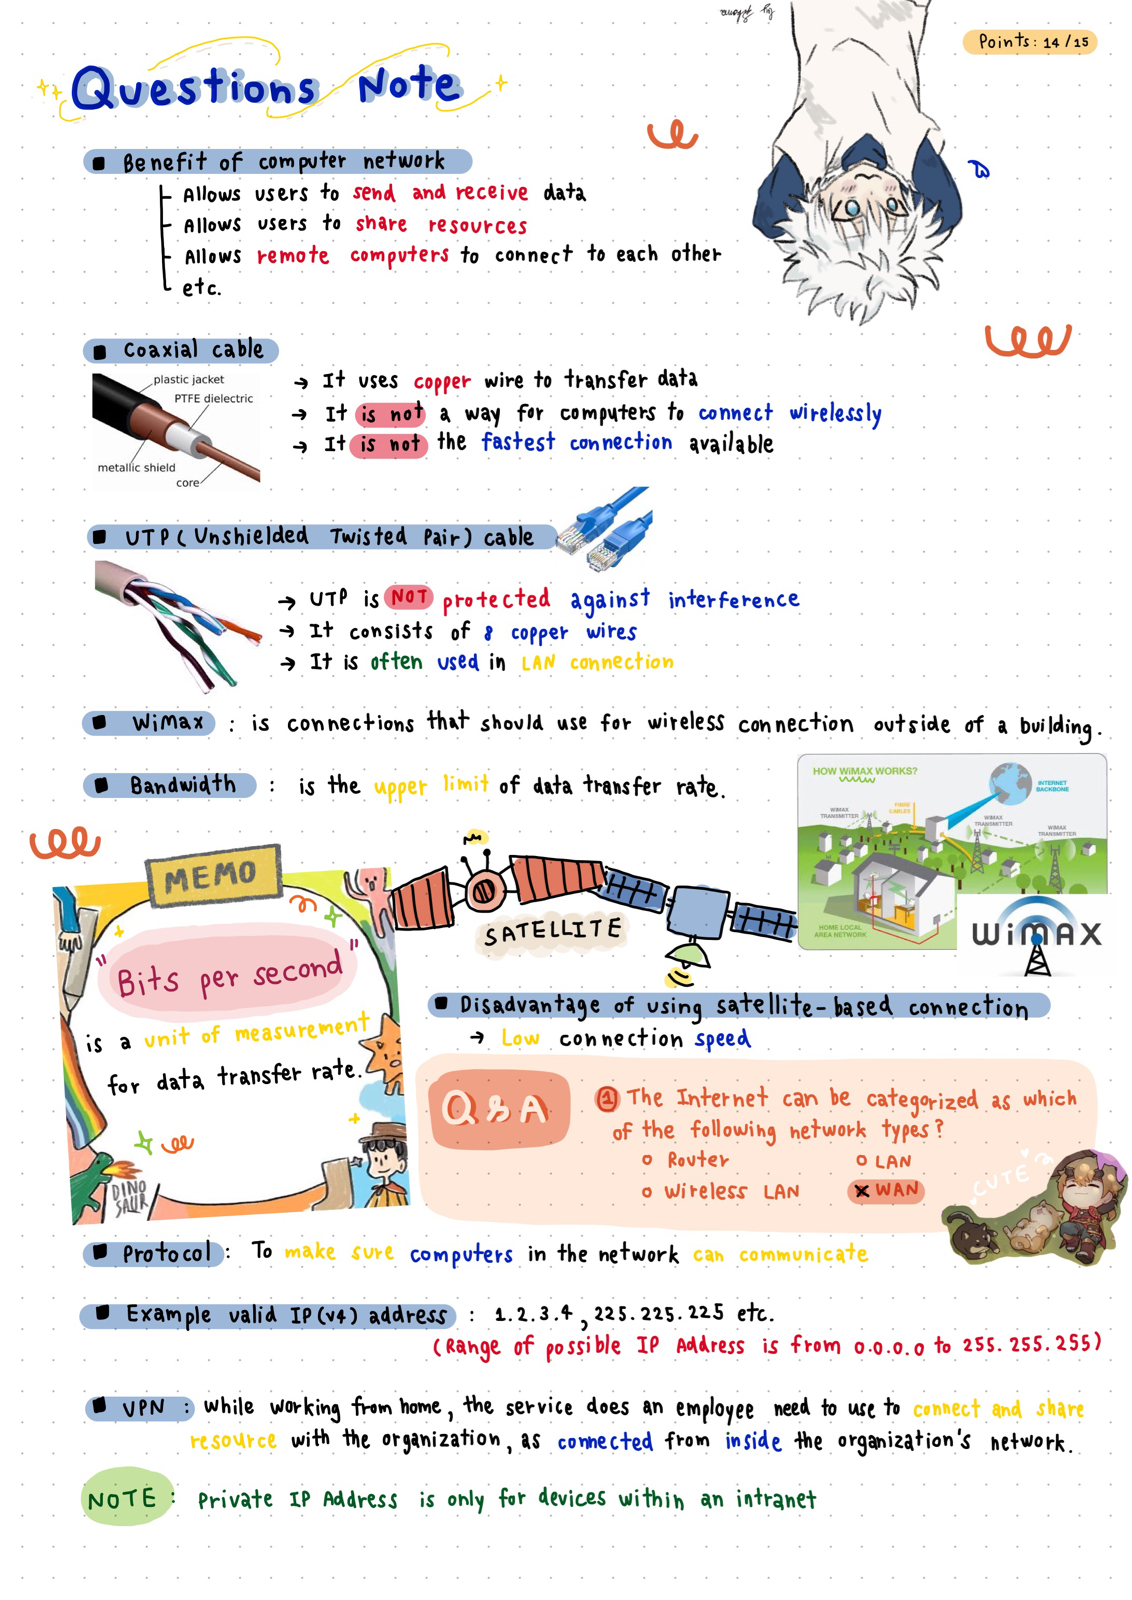 Points: 14/15
Questions Note
Benefit of computer network
Allows users to send and receive data
Allows users to share resources
Allows remote computers to connect to each other
etc.
Coaxial cable
plastic jacket
PTFE dielectric
metallic shield
core
→ It uses copper wire to transfer data
→ It is not a way for computers to connect wirelessly
→ It is not the fastest connection available
UTP (Unshielded Twisted Pair) cable
→ UTP is NOT protected against interference
→ It consists of 8 copper wires
→ It is often used in LAN connection
WiMax : is connections that should use for wireless connection outside of a building.
Bandwidth : is the upper limit of data transfer rate.
HOW WiMAX WORKS?
INTERNET
BACKBONE
FIBRE
CABLES
WiMAX
TRANSMITTER
WiMAX
TRANSMITTER
WiMAX
TRANSMITTER
HOME LOCAL
AREA NETWORK
WiMAX
MEMO
"Bits per second"
is a unit of measurement
for data transfer rate.
DINO
SAUR
SATELLITE
Disadvantage of using satellite-based connection
→ Low connection speed
Q&A
1 The Internet can be categorized as which
of the following network types?
Router
LAN
Wireless LAN
WAN
CUTE
Protocol : To make sure computers in the network can communicate
Example valid IP(v4) address : 1.2.3.4, 225.225.225 etc.
(Range of possible IP Address is from 0.0.0.0 to 255.255.255)
VPN : while working from home, the service does an employee need to use to connect and share
resource with the organization, as connected from inside the organization's network.
NOTE : Private IP Address is only for devices within an intranet